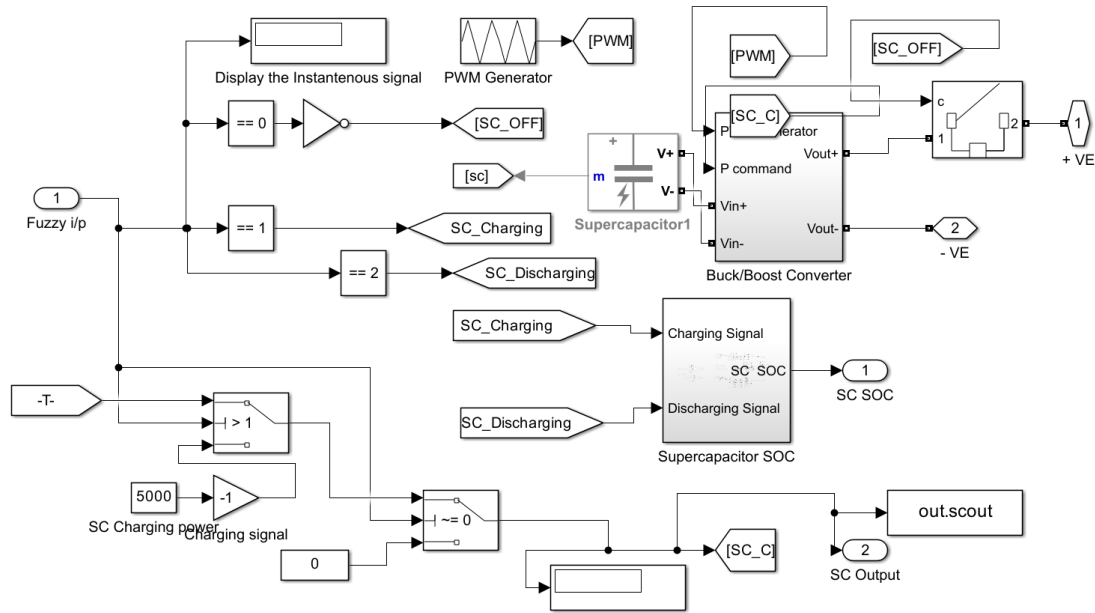 Display the Instantenous signal
PWM Generator
[PWM]
[PWM]
[SC_OFF]
== 0
[SC_OFF]
[SC_C]
c
1
2
1
+ VE
[sc]
m
+
V+
V-
Supercapacitor1
P
erator
P command
Vin+
Vin-
Vout+
Vout-
Buck/Boost Converter
2
- VE
1
Fuzzy i/p
== 1
SC_Charging
== 2
SC_Discharging
SC_Charging
SC_Discharging
Charging Signal
SC SOC
Discharging Signal
Supercapacitor SOC
1
SC SOC
-T-
> 1
5000
SC Charging power
-1
Charging signal
~= 0
0
[SC_C]
out.scout
2
SC Output